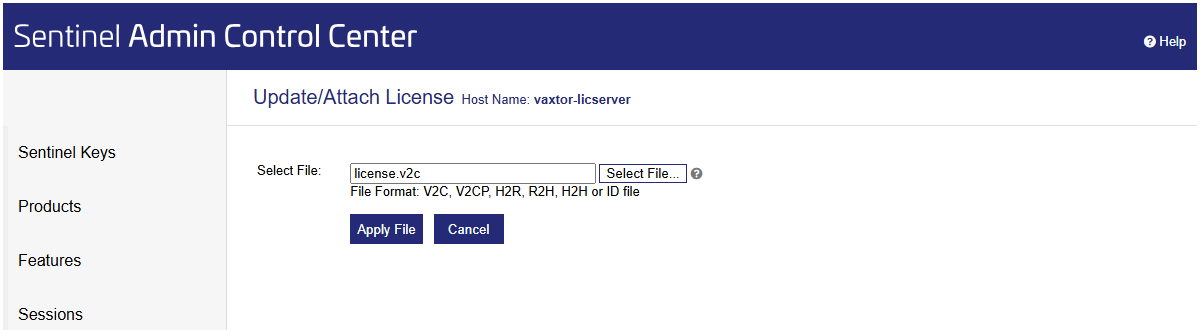 Sentinel Admin Control Center
Help
Update/Attach License Host Name: vaxtor-licserver
Sentinel Keys
Products
Features
Sessions
Select File: license.v2c Select File...
File Format: V2C, V2CP, H2R, R2H, H2H or ID file
Apply File Cancel